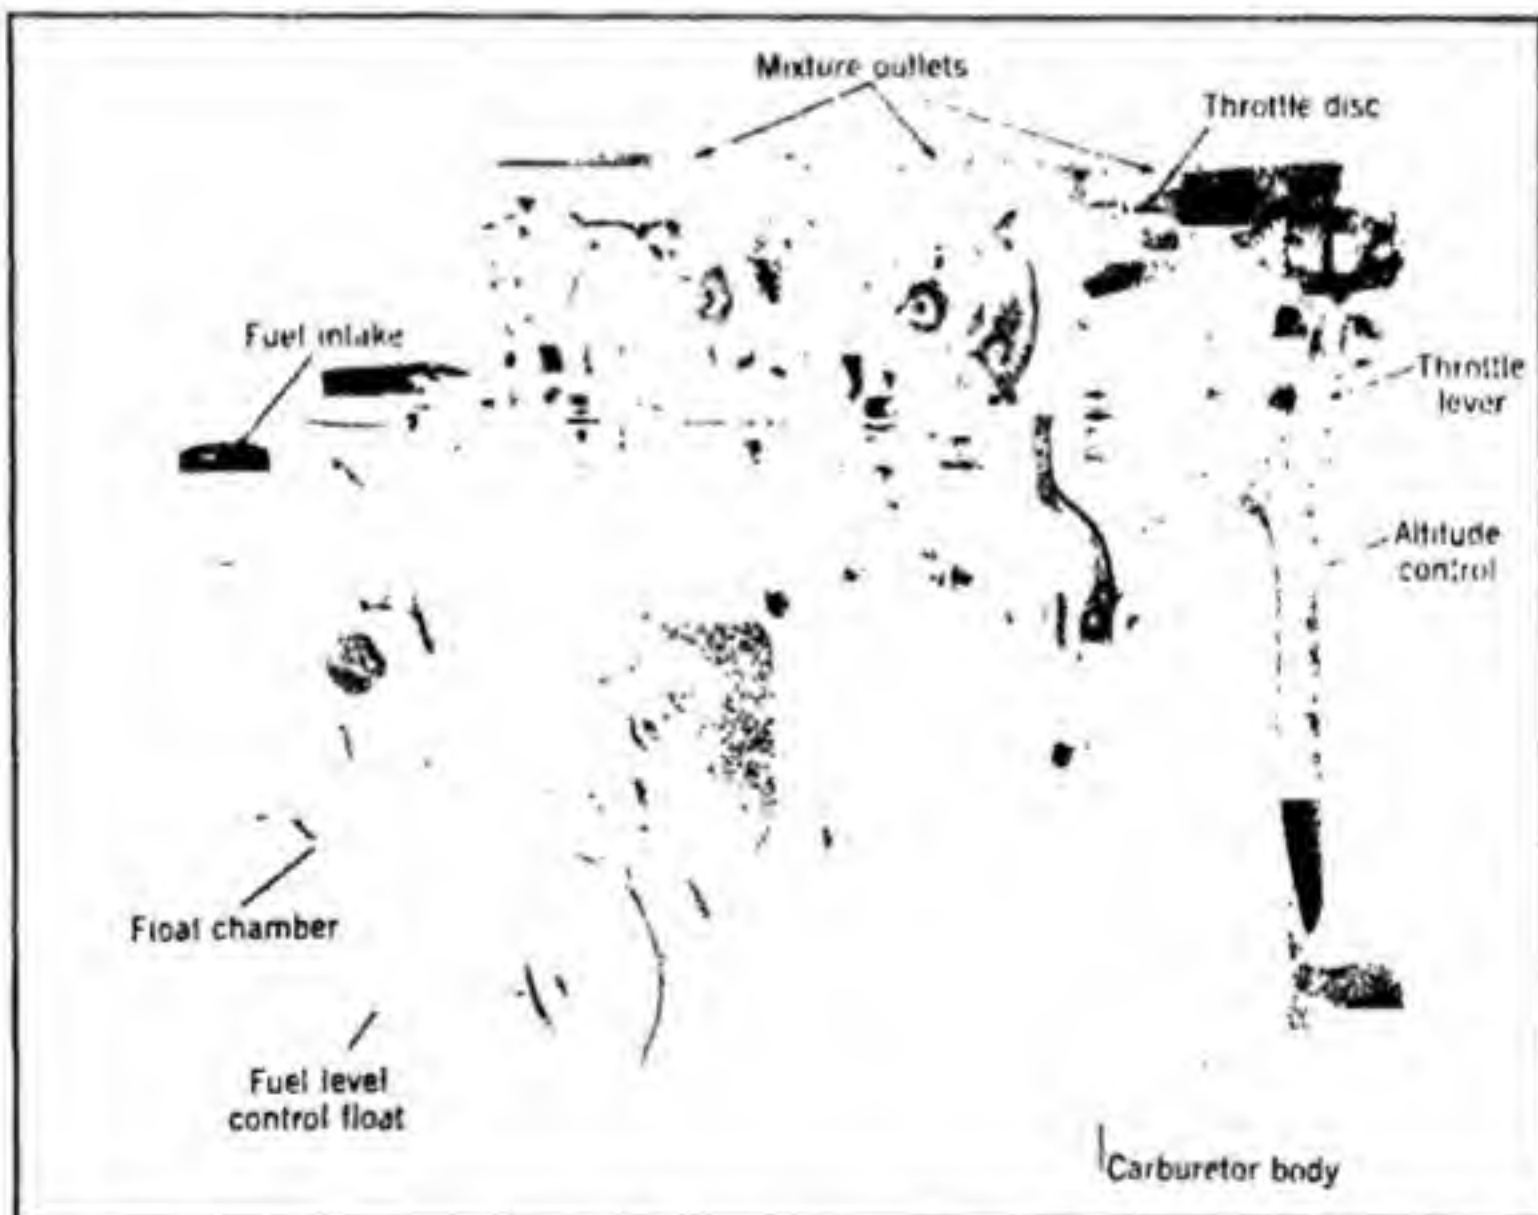 Mixture outlets
Throttle disc
Fuel intake
Throttle
lever
Altitude
control
Float chamber
Fuel level
control float
Carburetor body